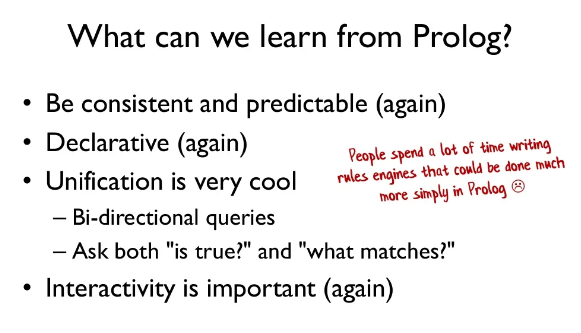 What can we learn from Prolog?
• Be consistent and predictable (again)
• Declarative (again)
• Unification is very cool
– Bi-directional queries
– Ask both "is true?" and "what matches?"
• Interactivity is important (again)
People spend a lot of time writing
rules engines that could be done much
more simply in Prolog ☹